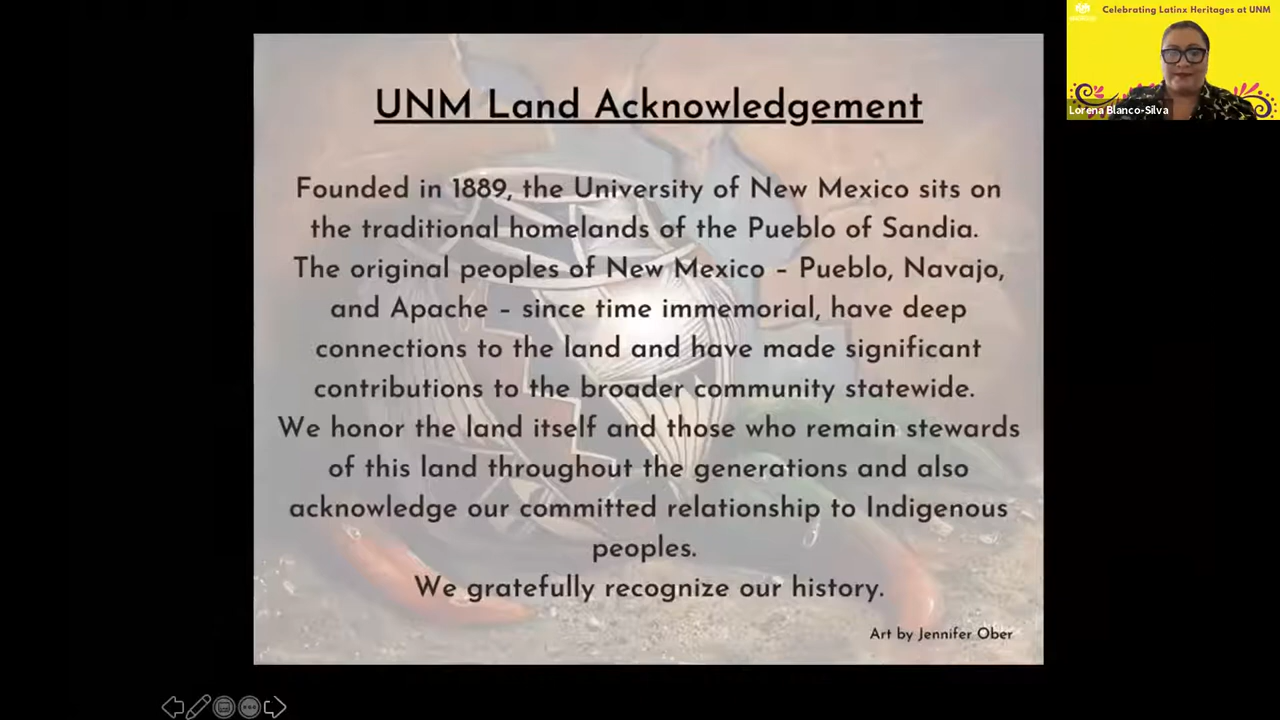 Celebrating Latinx Heritages at UNM
Lorena Blanco-Silva
UNM Land Acknowledgement
Founded in 1889, the University of New Mexico sits on
the traditional homelands of the Pueblo of Sandia.
The original peoples of New Mexico – Pueblo, Navajo,
and Apache – since time immemorial, have deep
connections to the land and have made significant
contributions to the broader community statewide.
We honor the land itself and those who remain stewards
of this land throughout the generations and also
acknowledge our committed relationship to Indigenous
peoples.
We gratefully recognize our history.
Art by Jennifer Ober